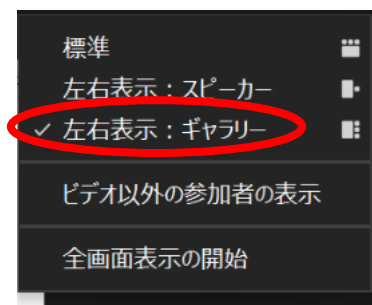 標準
左右表示：スピーカー
左右表示：ギャラリー
ビデオ以外の参加者の表示
全画面表示の開始